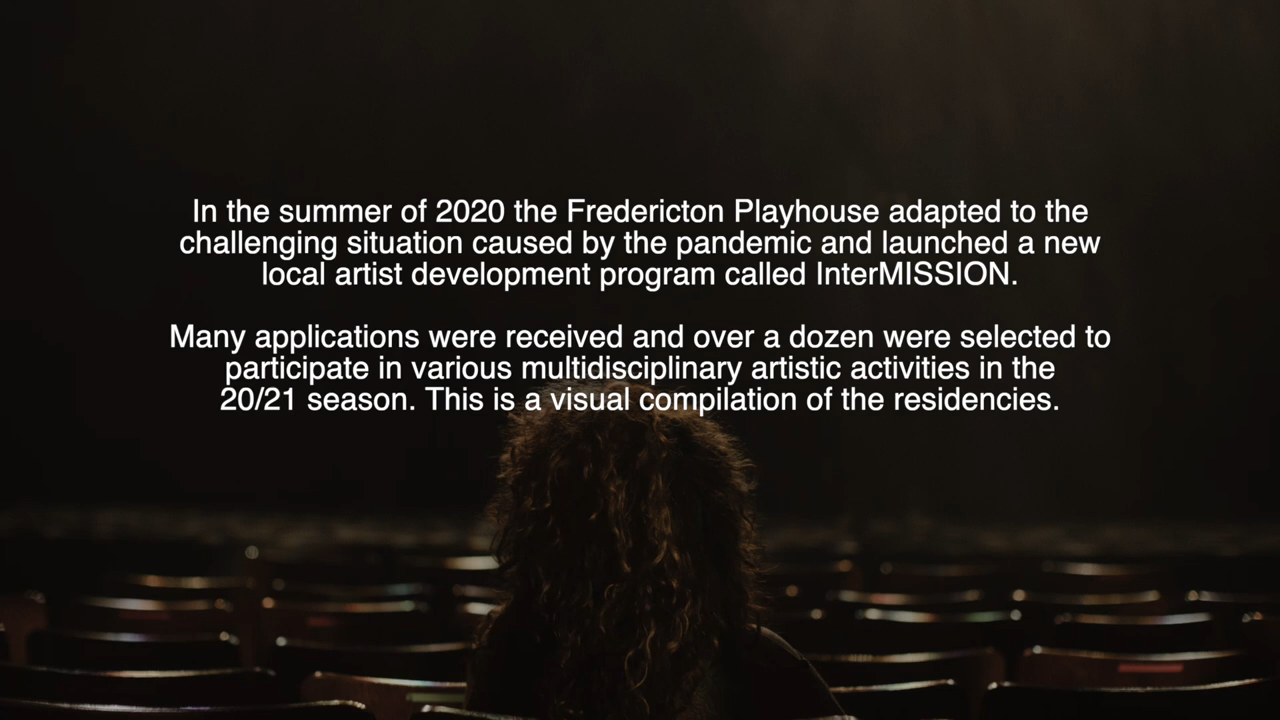 In the summer of 2020 the Fredericton Playhouse adapted to the
challenging situation caused by the pandemic and launched a new
local artist development program called InterMISSION.
Many applications were received and over a dozen were selected to
participate in various multidisciplinary artistic activities in the
20/21 season. This is a visual compilation of the residencies.